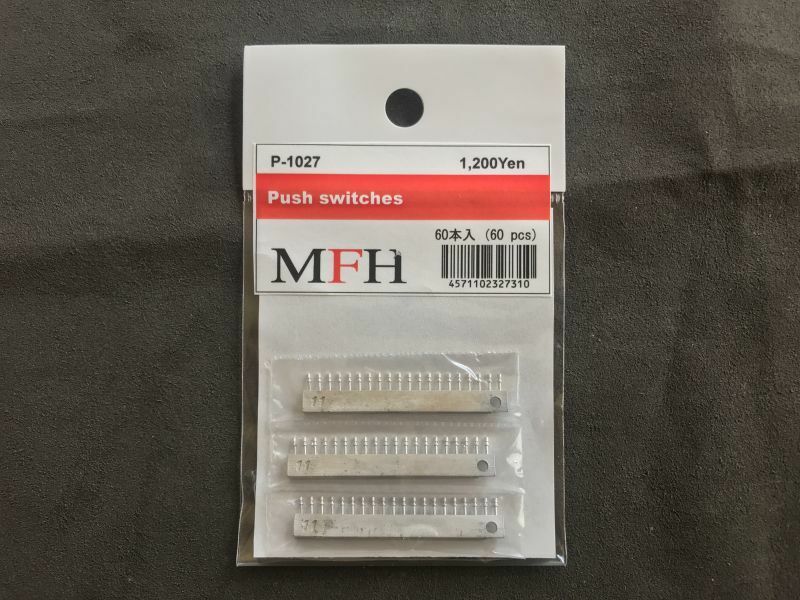 P-1027 1,200Yen
Push switches
60本入 (60 pcs)
MFH
4571102327310
11
11
11